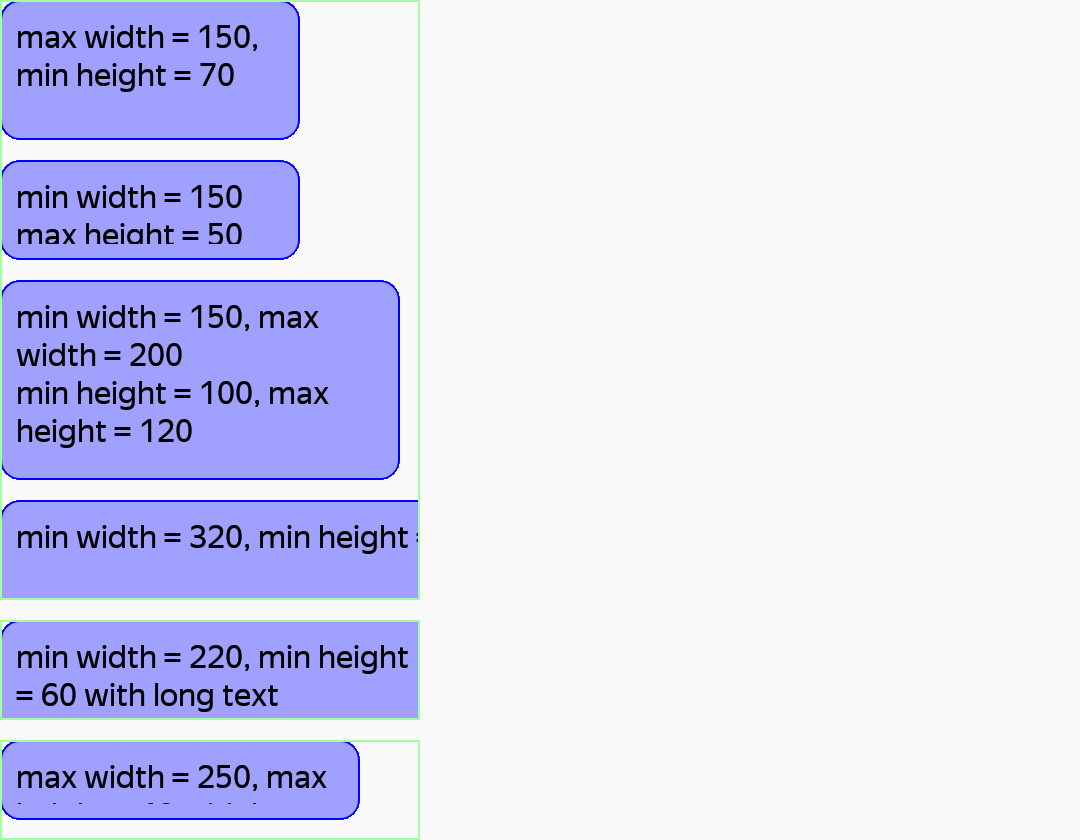 max width = 150,
min height = 70
min width = 150
max height = 50
min width = 150, max
width = 200
min height = 100, max
height = 120
min width = 320, min height
min width = 220, min height
= 60 with long text
max width = 250, max